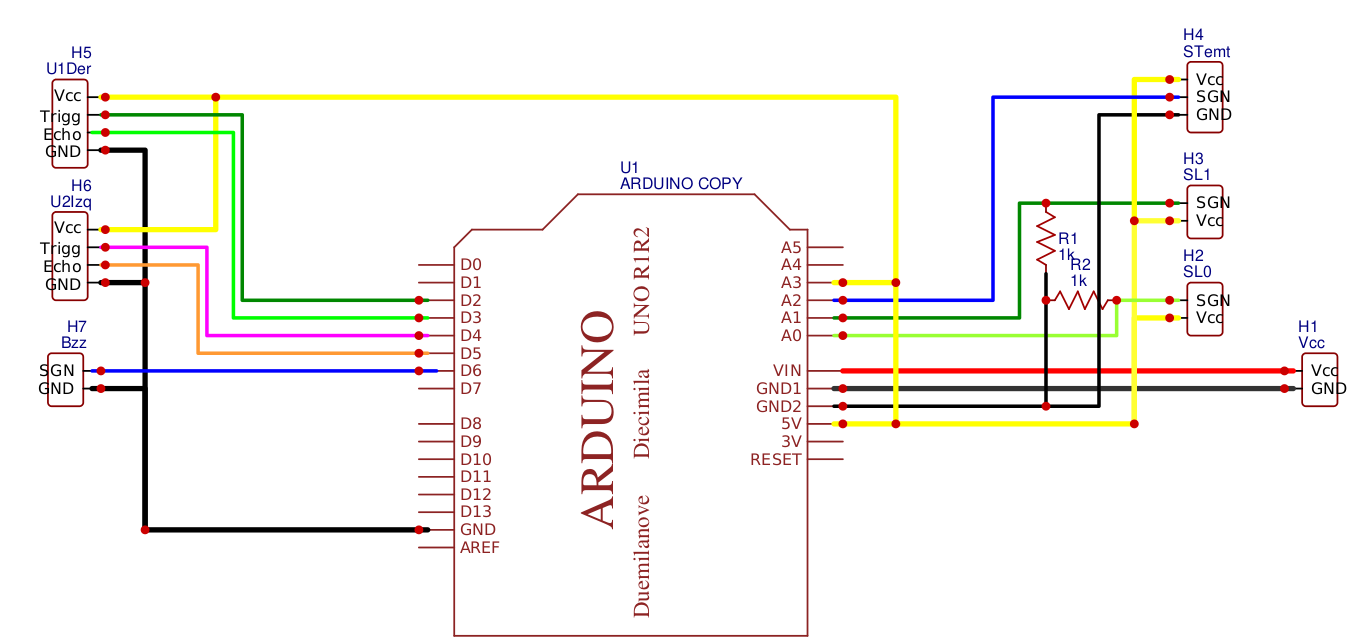 H5
U1Der
Vcc
Trigg
Echo
GND
H6
U2Izq
Vcc
Trigg
Echo
GND
H7
Bzz
SGN
GND
U1
ARDUINO COPY
D0
D1
D2
D3
D4
D5
D6
D7
D8
D9
D10
D11
D12
D13
GND
AREF
ARDUINO
Duemilanove Diecimila UNO R1R2
A5
A4
A3
A2
A1
A0
VIN
GND1
GND2
5V
3V
RESET
R1
1k
R2
1k
H4
STemt
Vcc
SGN
GND
H3
SL1
SGN
Vcc
H2
SL0
SGN
Vcc
H1
Vcc
Vcc
GND